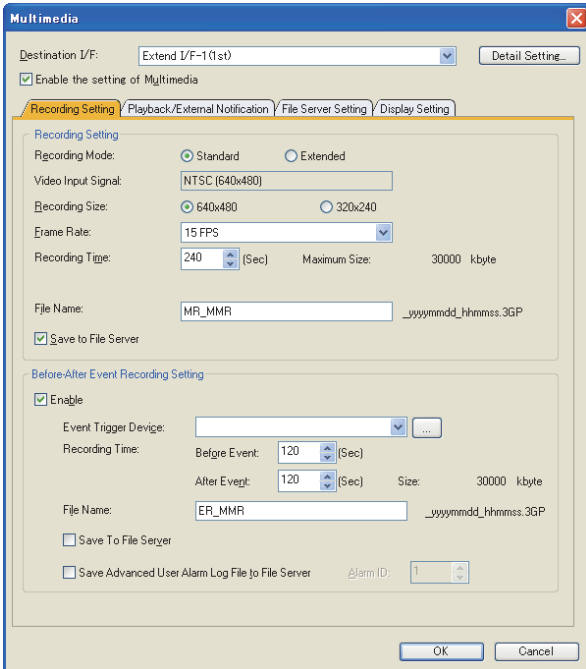 Multimedia
Destination I/F: Extend I/F-1(1st) Detail Setting...
Enable the setting of Multimedia
Recording Setting Playback/External Notification File Server Setting Display Setting
Recording Setting
Recording Mode: Standard Extended
Video Input Signal: NTSC (640x480)
Recording Size: 640x480 320x240
Frame Rate: 15 FPS
Recording Time: 240 (Sec) Maximum Size: 30000 kbyte
File Name: MR_MMR _yyyymmdd_hhmmss.3GP
Save to File Server
Before-After Event Recording Setting
Enable
Event Trigger Device: ...
Recording Time: Before Event: 120 (Sec)
After Event: 120 (Sec) Size: 30000 kbyte
File Name: ER_MMR _yyyymmdd_hhmmss.3GP
Save To File Server
Save Advanced User Alarm Log File to File Server Alarm ID: 1
OK Cancel